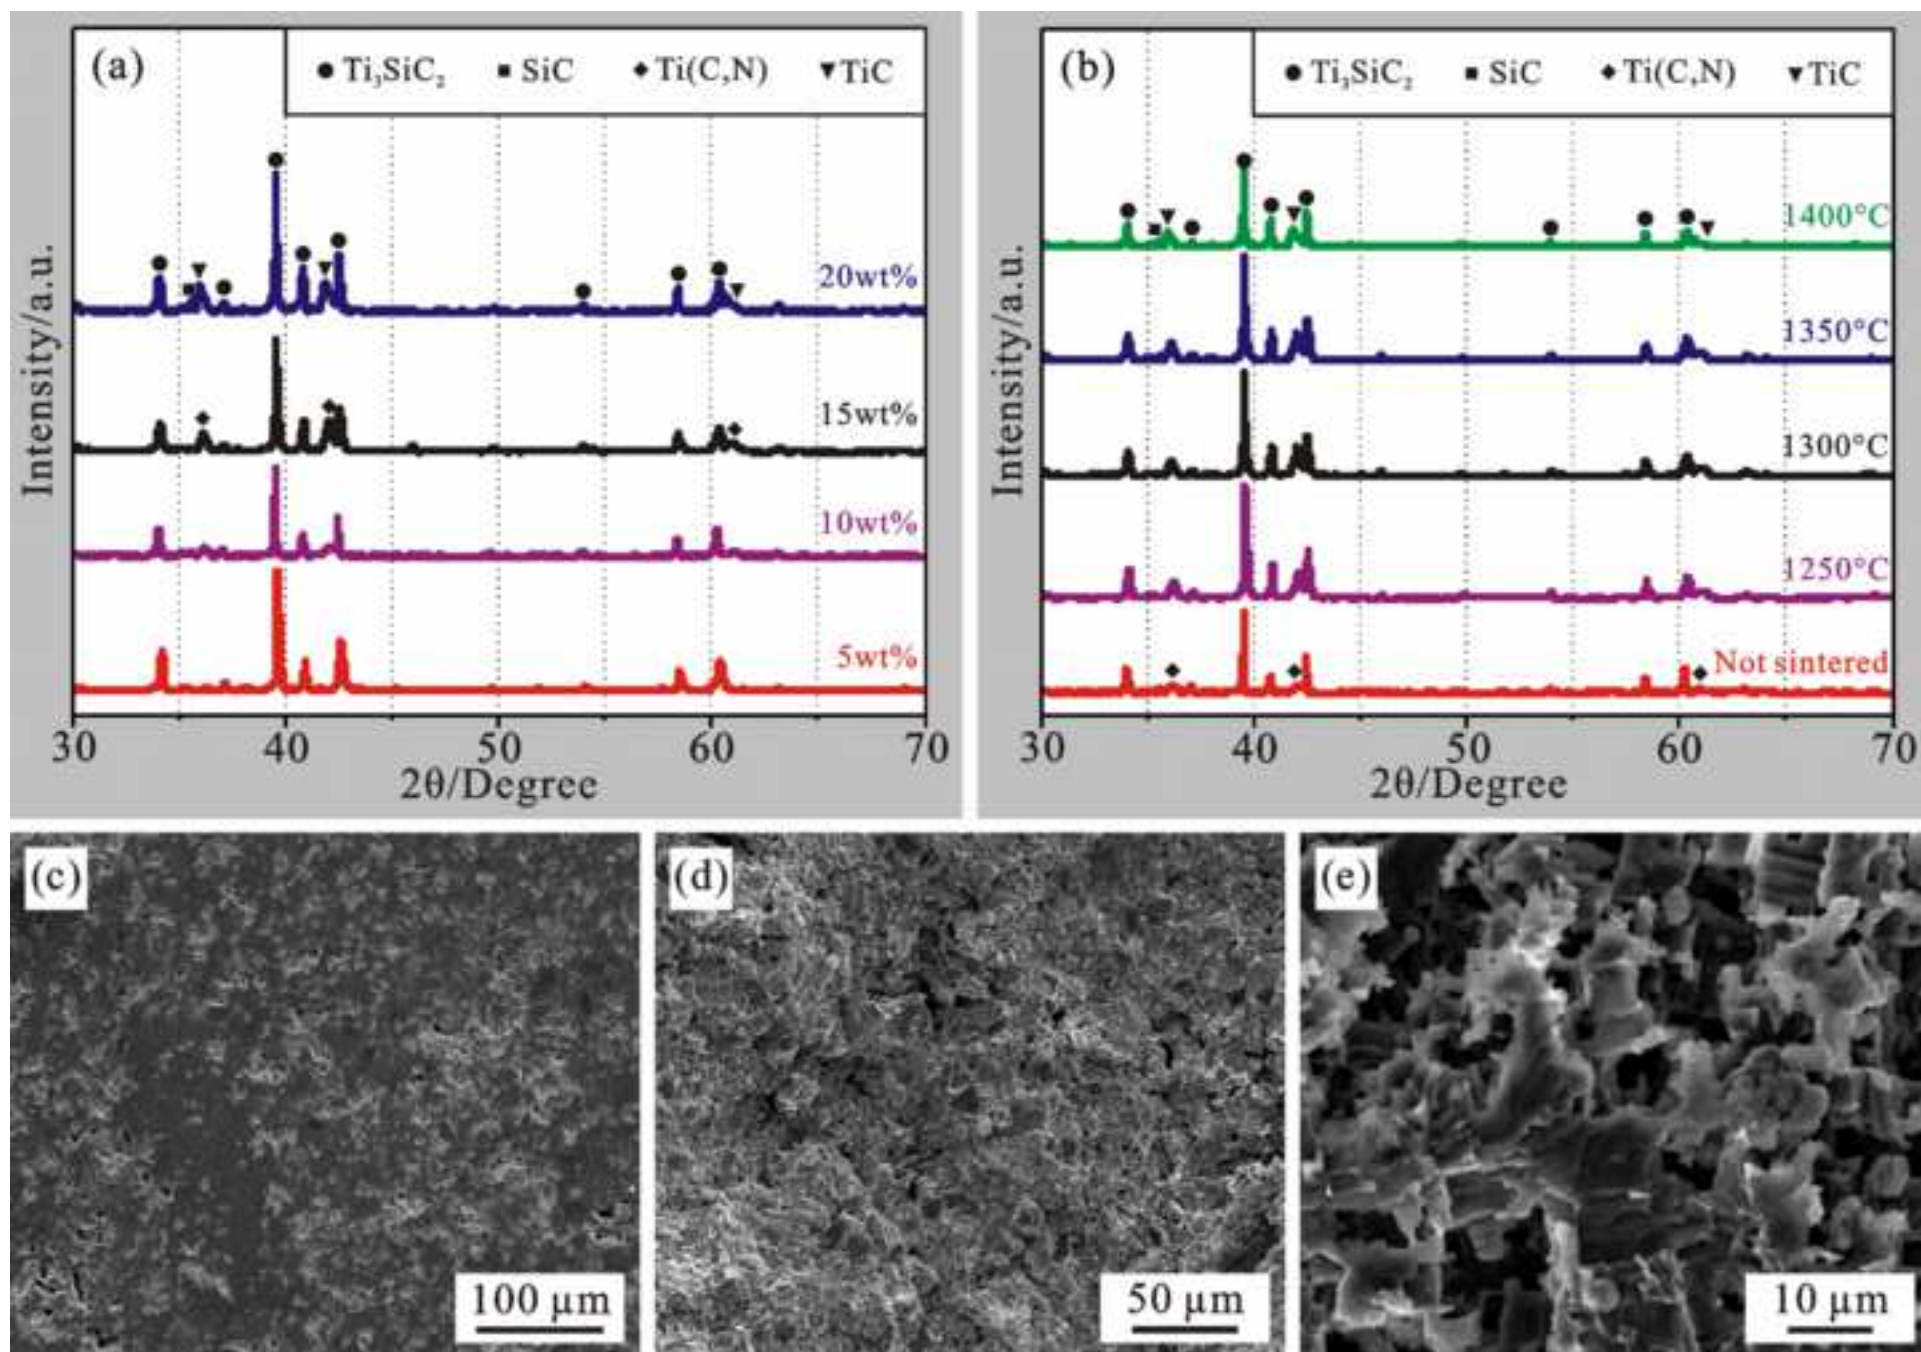 (a)
● Ti₃SiC₂ ■ SiC ◆ Ti(C,N) ▼ TiC
20wt%
15wt%
10wt%
5wt%
Intensity/a.u.
30 40 50 60 70
2θ/Degree
(b)
● Ti₃SiC₂ ■ SiC ◆ Ti(C,N) ▼ TiC
1400°C
1350°C
1300°C
1250°C
Not sintered
Intensity/a.u.
30 40 50 60 70
2θ/Degree
(c)
100 μm
(d)
50 μm
(e)
10 μm